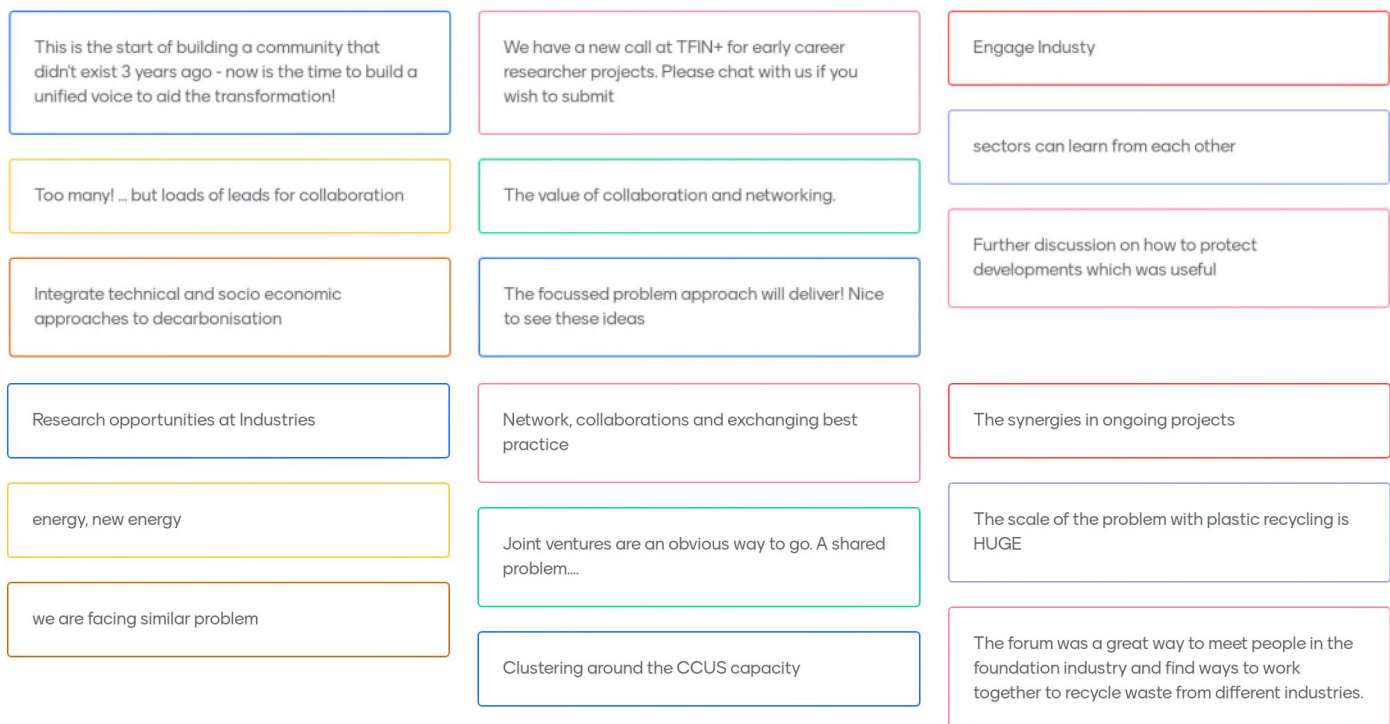 This is the start of building a community that
didn't exist 3 years ago - now is the time to build a
unified voice to aid the transformation!
Too many! ... but loads of leads for collaboration
Integrate technical and socio economic
approaches to decarbonisation
We have a new call at TFIN+ for early career
researcher projects. Please chat with us if you
wish to submit
The value of collaboration and networking.
The focussed problem approach will deliver! Nice
to see these ideas
Engage Industy
sectors can learn from each other
Further discussion on how to protect
developments which was useful
Research opportunities at Industries
energy, new energy
we are facing similar problem
Network, collaborations and exchanging best
practice
Joint ventures are an obvious way to go. A shared
problem....
Clustering around the CCUS capacity
The synergies in ongoing projects
The scale of the problem with plastic recycling is
HUGE
The forum was a great way to meet people in the
foundation industry and find ways to work
together to recycle waste from different industries.